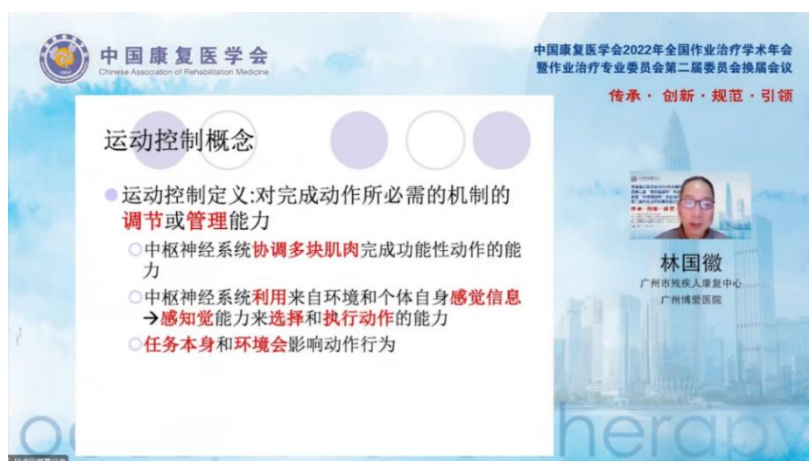 中国康复医学会
Chinese Association of Rehabilitation Medicine
中国康复医学会2022年全国作业治疗学术年会
暨作业治疗专业委员会第二届委员会换届会议
传承·创新·规范·引领
运动控制概念
运动控制定义:对完成动作所必需的机制的
调节或管理能力
中枢神经系统协调多块肌肉完成功能性动作的能
力
中枢神经系统利用来自环境和个体自身感觉信息
→感知觉能力来选择和执行动作的能力
任务本身和环境会影响动作行为
林国徽
广州市残疾人康复中心
广州博爱医院
herapy